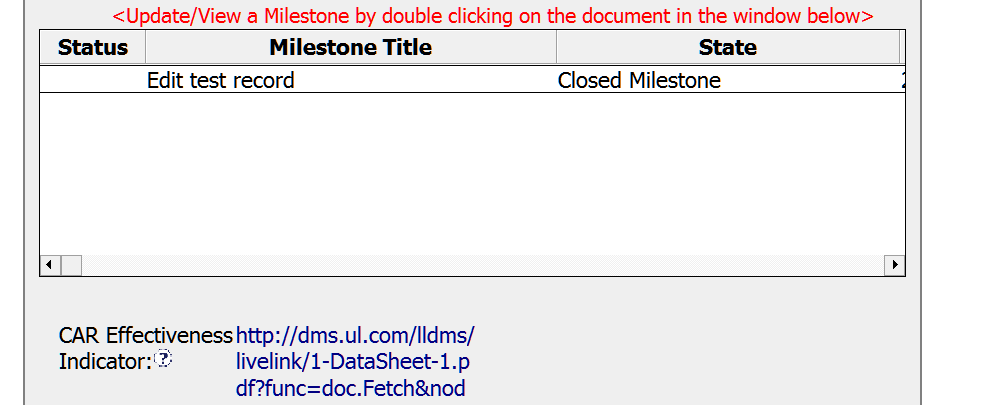 <Update/View a Milestone by double clicking on the document in the window below>
Status Milestone Title State
Edit test record Closed Milestone
CAR Effectiveness http://dms.ul.com/lldms/
Indicator: ? livelink/1-DataSheet-1.p
df?func=doc.Fetch&nod